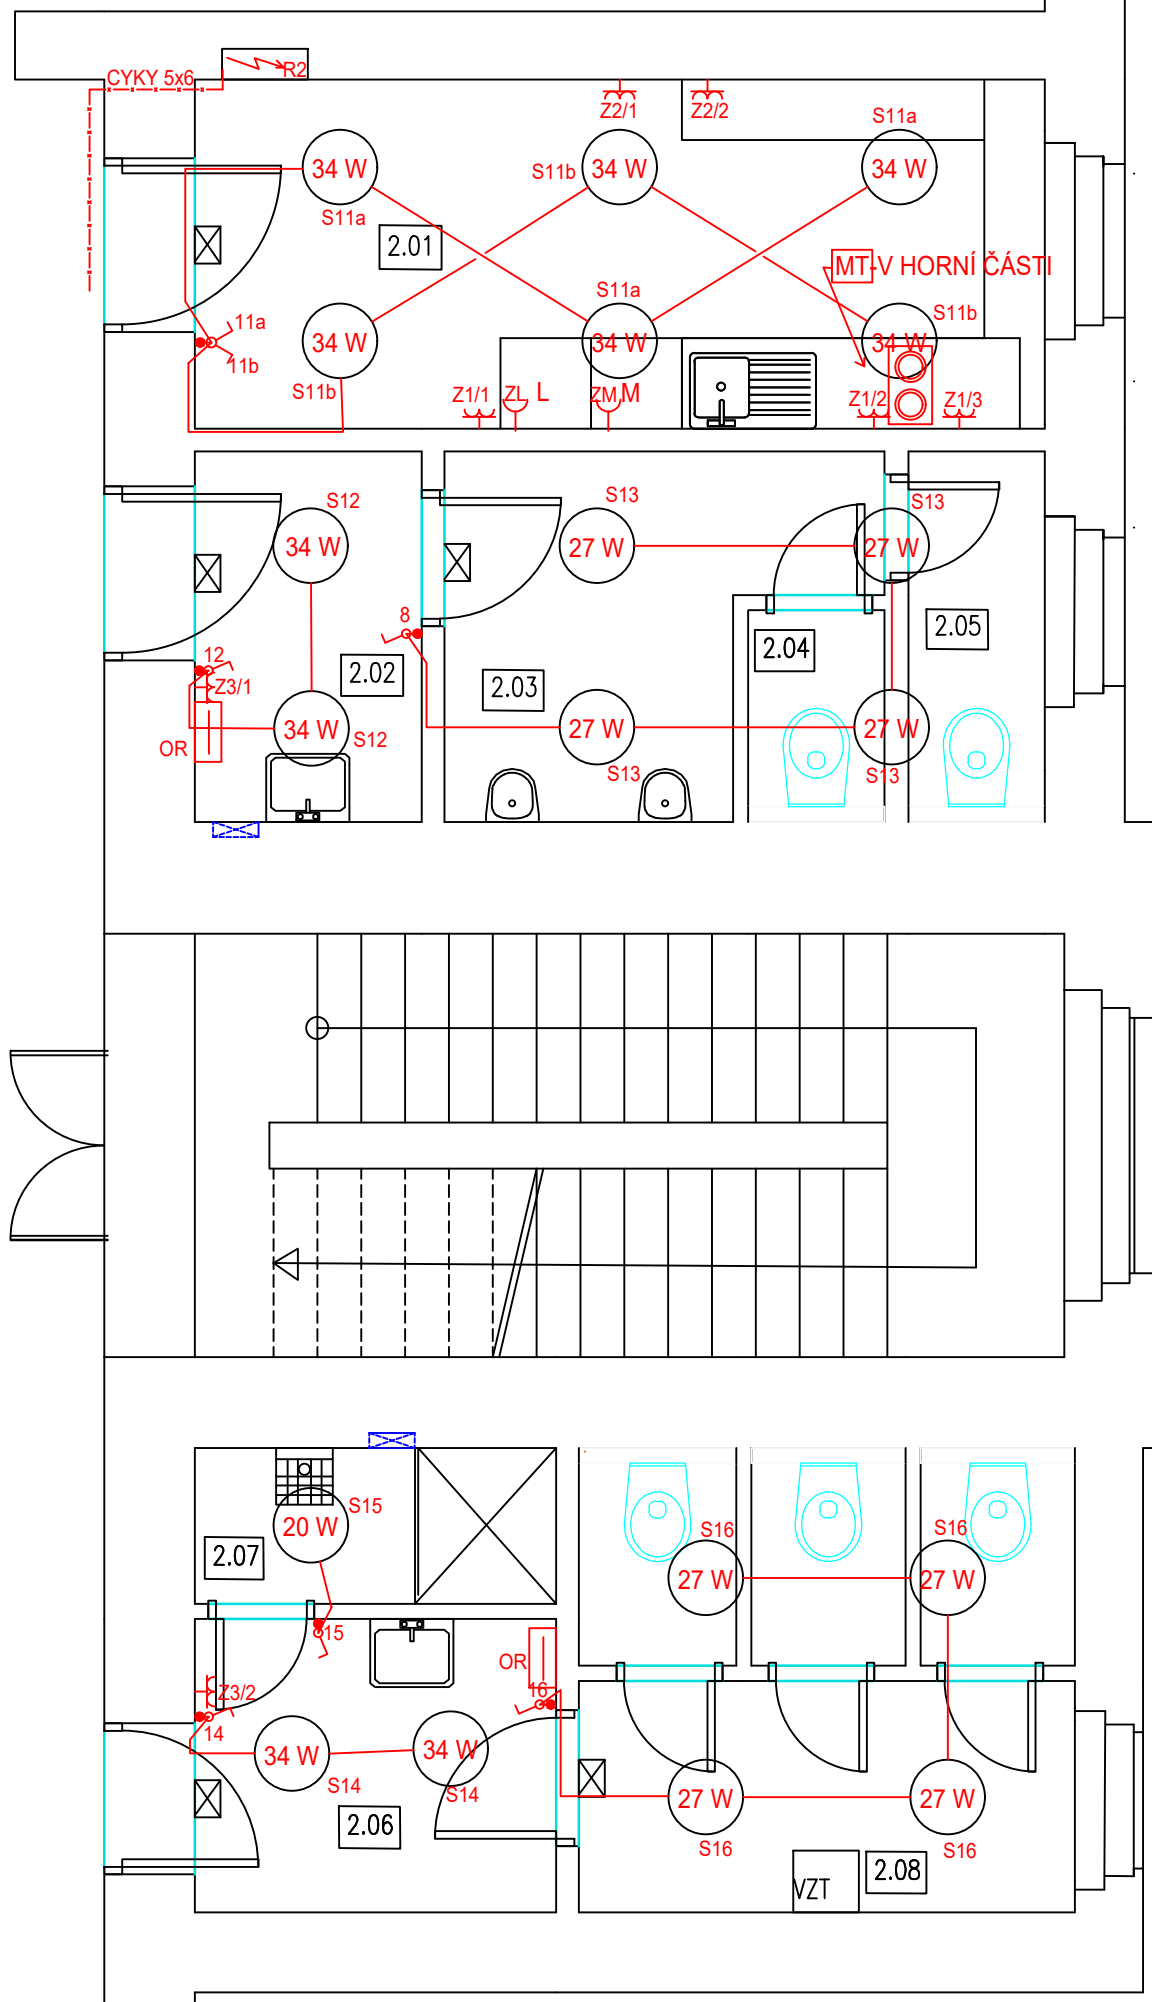 CYKY 5x6
R2
Z2/1
Z2/2
S11a
34 W
34 W
34 W
S11b
S11a
2.01
MT-V HORNÍ ČÁSTI
S11a
S11b
11a
34 W
34 W
34 W
11b
S11b
Z1/1
ZL
L
ZM
M
Z1/2
Z1/3
S12
S13
S13
34 W
27 W
27 W
8
2.05
2.04
12
2.02
2.03
Z3/1
34 W
27 W
27 W
S12
OR
S13
S13
S15
20 W
S16
S16
2.07
27 W
27 W
15
OR
Z3/2
16
14
34 W
34 W
S14
S14
27 W
27 W
2.06
S16
S16
2.08
VZT